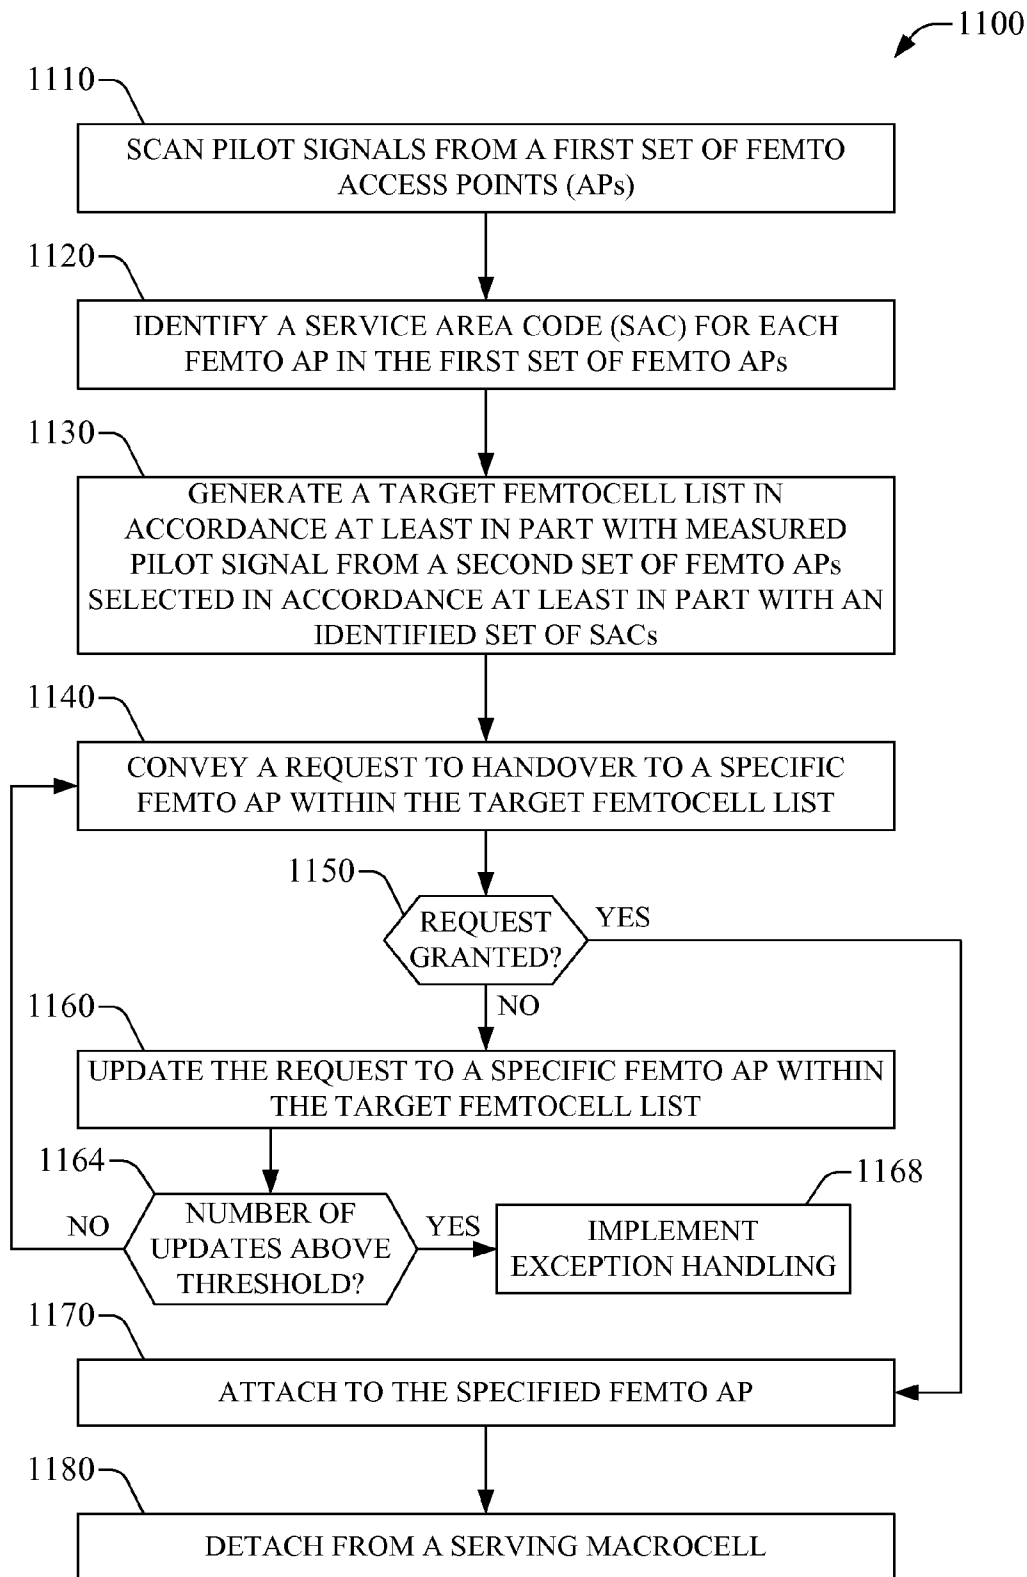 1100
1110
SCAN PILOT SIGNALS FROM A FIRST SET OF FEMTO
ACCESS POINTS (APs)
1120
IDENTIFY A SERVICE AREA CODE (SAC) FOR EACH
FEMTO AP IN THE FIRST SET OF FEMTO APs
1130
GENERATE A TARGET FEMTOCELL LIST IN
ACCORDANCE AT LEAST IN PART WITH MEASURED
PILOT SIGNAL FROM A SECOND SET OF FEMTO APs
SELECTED IN ACCORDANCE AT LEAST IN PART WITH AN
IDENTIFIED SET OF SACs
1140
CONVEY A REQUEST TO HANDOVER TO A SPECIFIC
FEMTO AP WITHIN THE TARGET FEMTOCELL LIST
1150
REQUEST
GRANTED?
YES
NO
1160
UPDATE THE REQUEST TO A SPECIFIC FEMTO AP WITHIN
THE TARGET FEMTOCELL LIST
1164
NUMBER OF
UPDATES ABOVE
THRESHOLD?
NO
YES
1168
IMPLEMENT
EXCEPTION HANDLING
1170
ATTACH TO THE SPECIFIED FEMTO AP
1180
DETACH FROM A SERVING MACROCELL